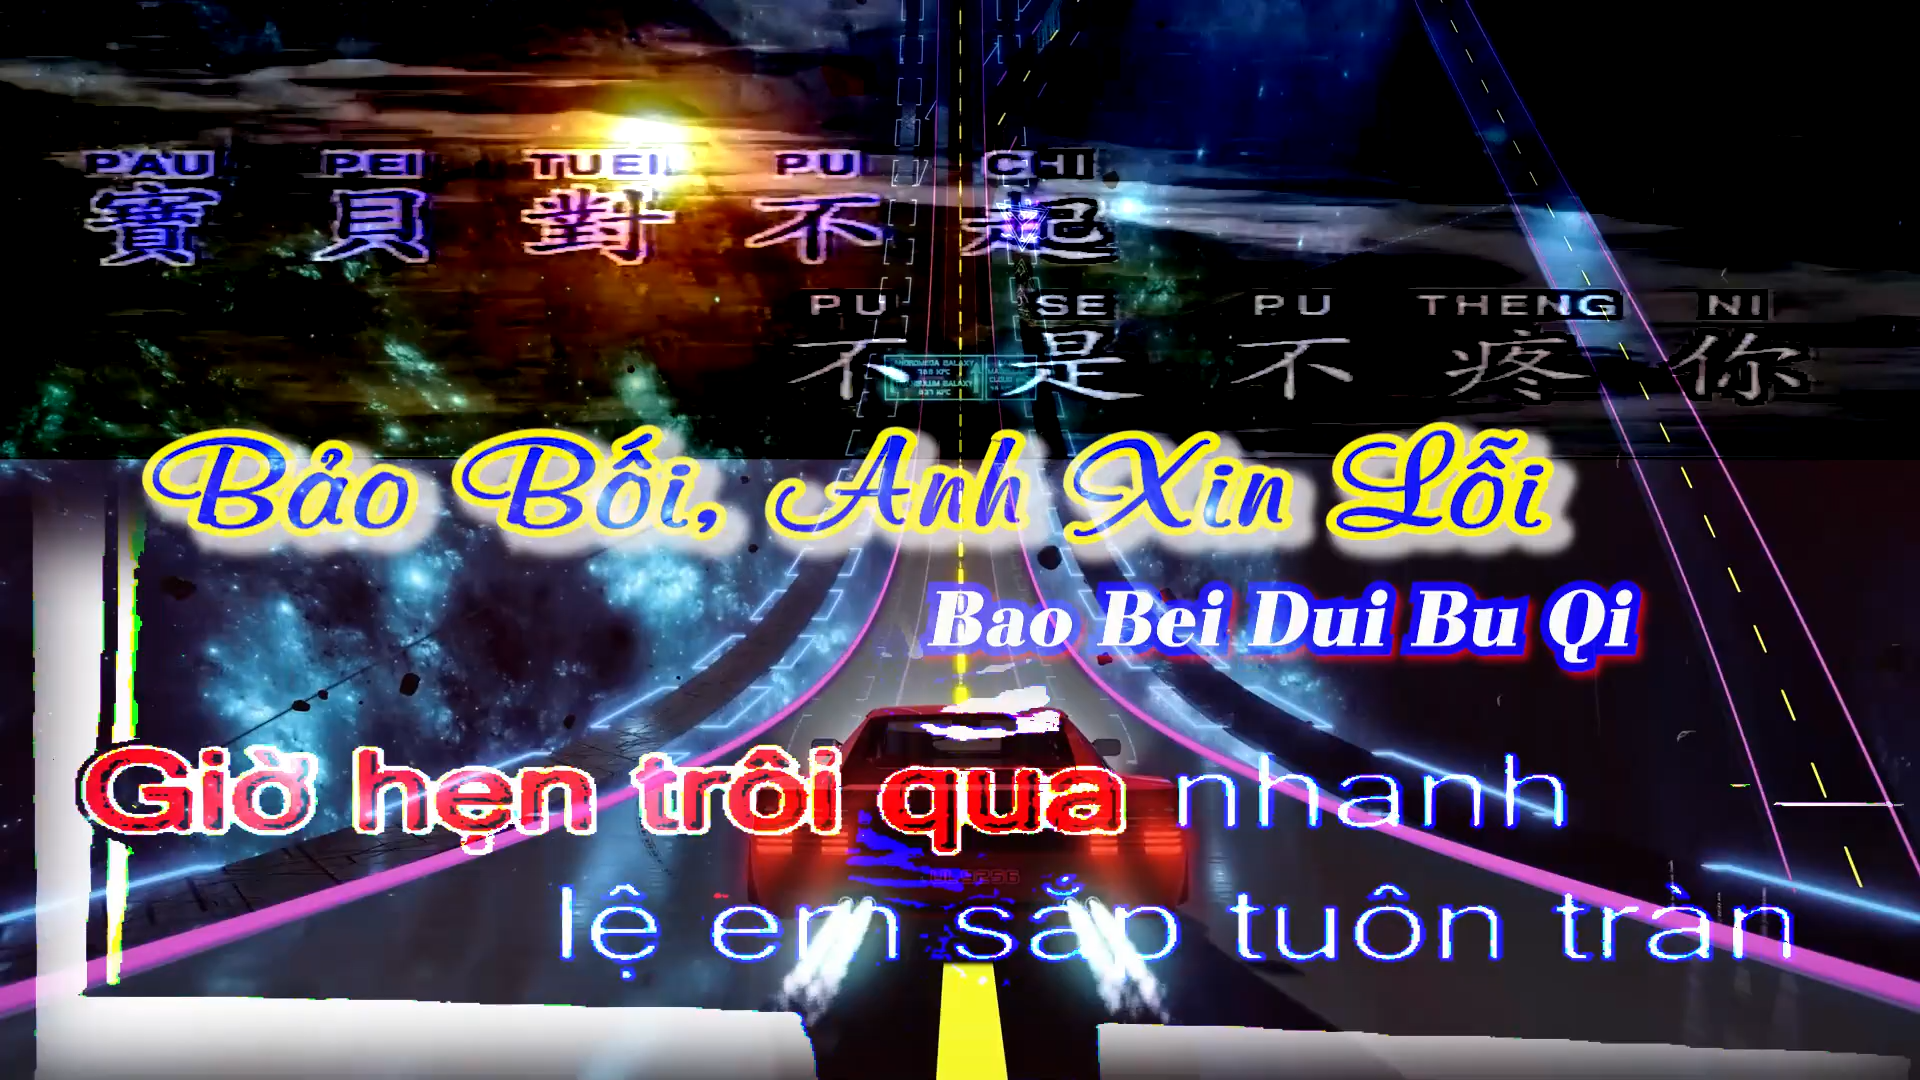 PAU PEI TUEI PU CHI
寶 貝 對 不 起
PU SE PU THENG NI
不 是 不 疼 你
ANDROMEDA GALAXY
Bảo Bối, Anh Xin Lỗi
Bao Bei Dui Bu Qi
Giờ hẹn trôi qua nhanh
lệ em sắp tuôn tràn